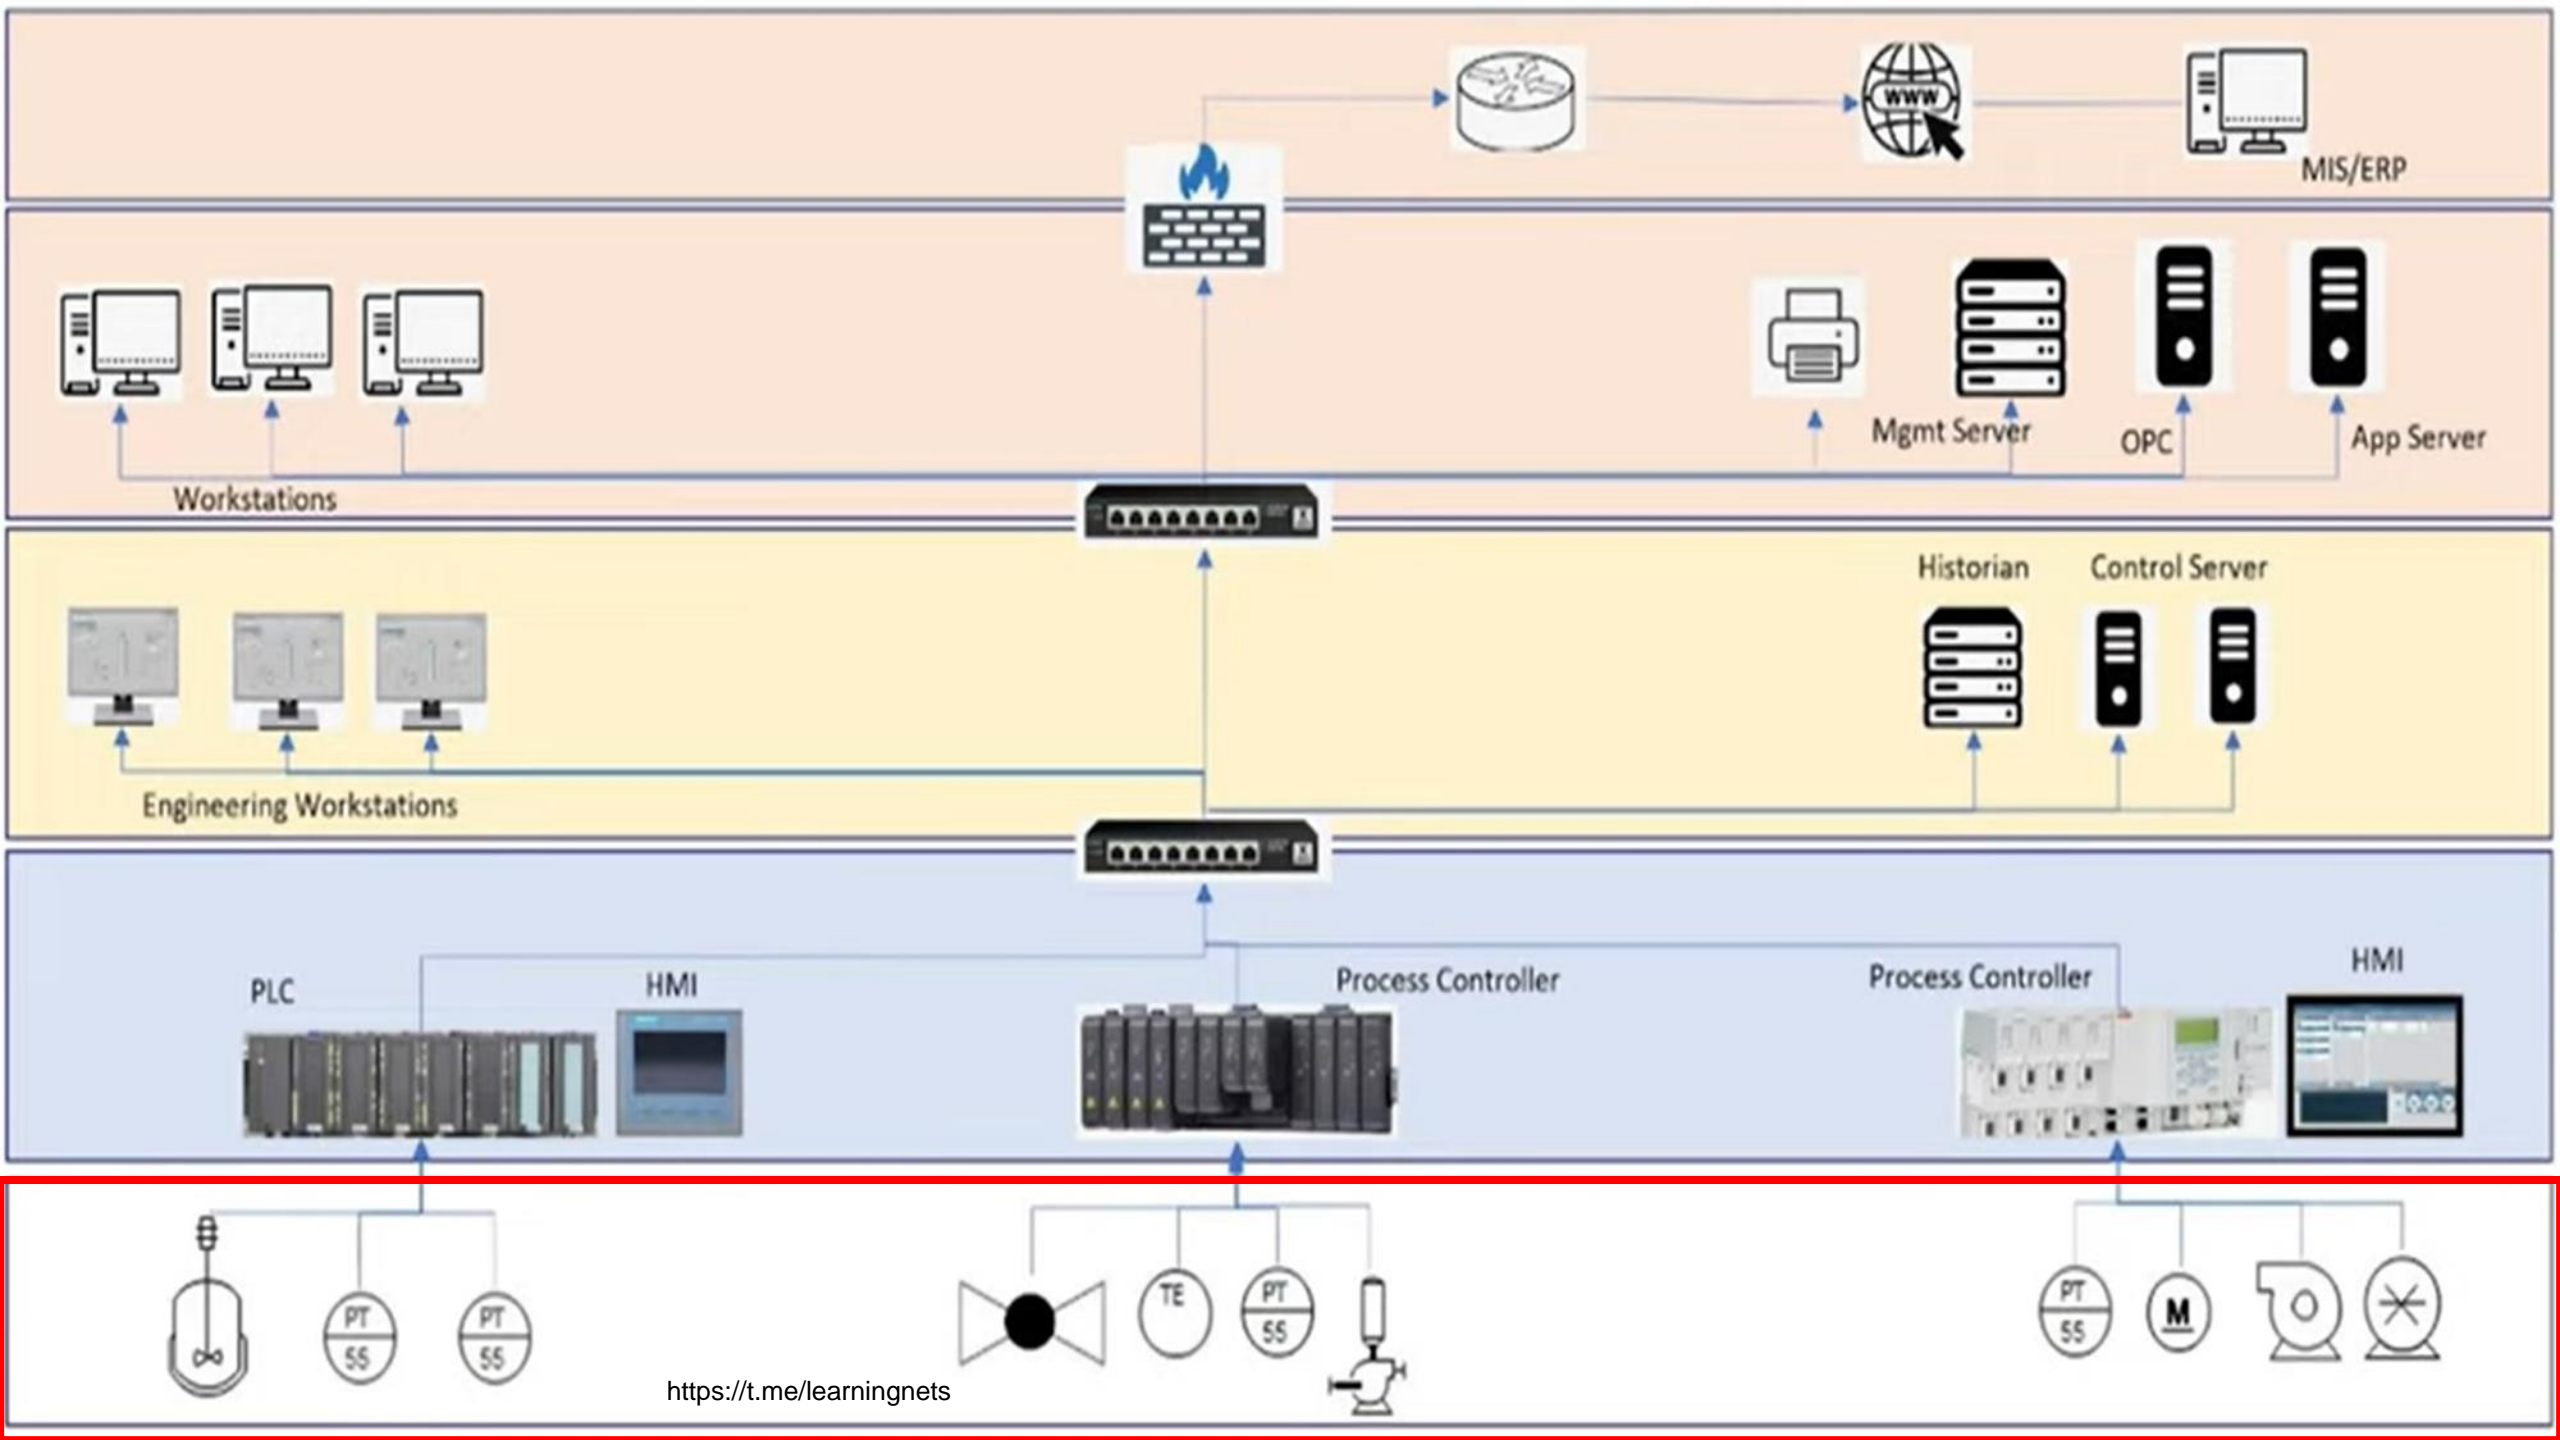 WWW
MIS/ERP
Mgmt Server
OPC
App Server
Workstations
Historian
Control Server
Engineering Workstations
PLC
HMI
Process Controller
Process Controller
HMI
PT
55
PT
55
TE
PT
55
PT
55
M
https://t.me/learningnets